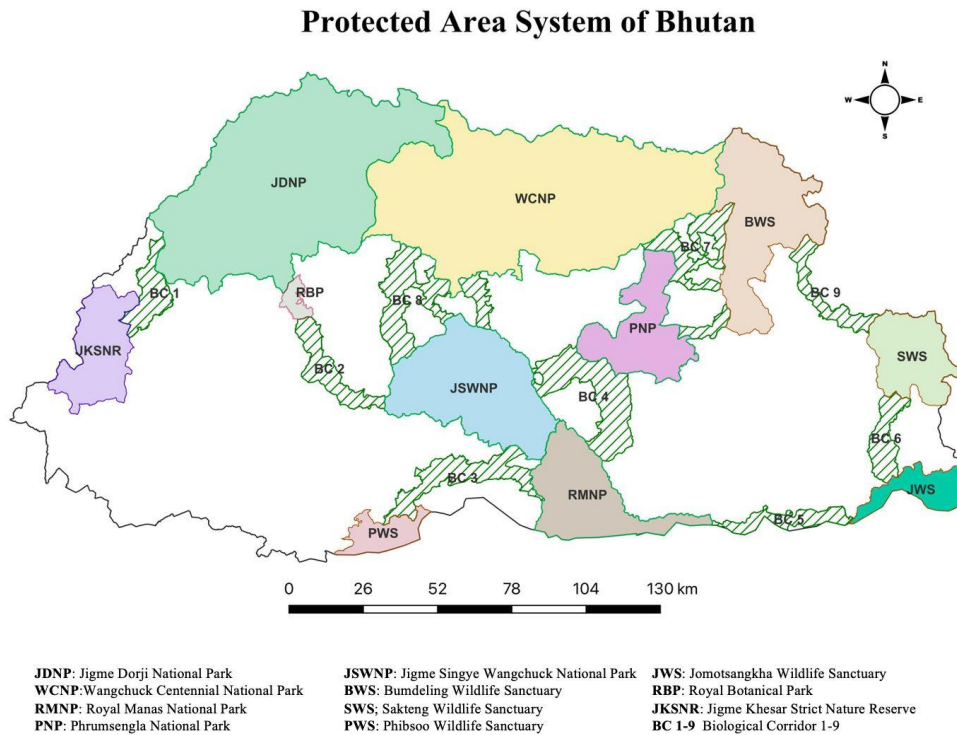 Protected Area System of Bhutan
N
W E
S
JDNP
WCNP
BWS
BC 7
BC 1
RBP
BC 8
BC 9
PNP
JKSNR
SWS
BC 2
JSWNP
BC 4
BC 6
BC 3
RMNP
JWS
BC 5
PWS
0 26 52 78 104 130 km
JDNP: Jigme Dorji National Park
WCNP:Wangchuck Centennial National Park
RMNP: Royal Manas National Park
PNP: Phrumsengla National Park
JSWNP: Jigme Singye Wangchuck National Park
BWS: Bumdeling Wildlife Sanctuary
SWS; Sakteng Wildlife Sanctuary
PWS: Phibsoo Wildlife Sanctuary
JWS: Jomotsangkha Wildlife Sanctuary
RBP: Royal Botanical Park
JKSNR: Jigme Khesar Strict Nature Reserve
BC 1-9 Biological Corridor 1-9